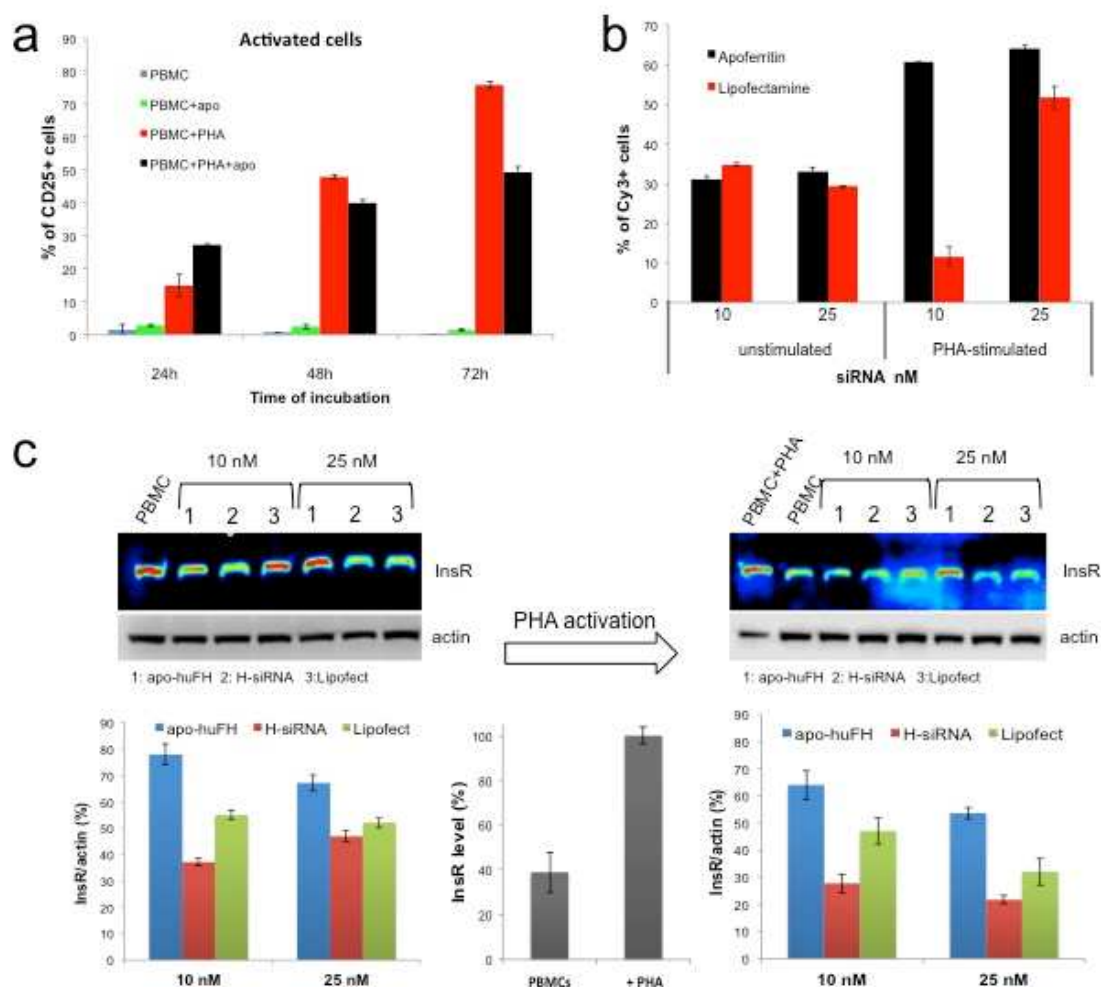 a
Activated cells
% of CD25+ cells
90
80
70
60
50
40
30
20
10
0
PBMC
PBMC+apo
PBMC+PHA
PBMC+PHA+apo
24h 48h 72h
Time of incubation
b
% of Cy3+ cells
70
60
50
40
30
20
10
0
Apoferritin
Lipofectamine
10 25 10 25
unstimulated PHA-stimulated
siRNA nM
c
PBMC
10 nM 25 nM
1 2 3 1 2 3
InsR
actin
1: apo-huFH 2: H-siRNA 3:Lipofect
PHA activation
PBMC+PHA
PBMC
10 nM 25 nM
1 2 3 1 2 3
InsR
actin
1: apo-huFH 2: H-siRNA 3:Lipofect
apo-huFH H-siRNA Lipofect
InsR/actin (%)
90
80
70
60
50
40
30
20
10
0
10 nM 25 nM
InsR level (%)
100
80
60
40
20
0
PBMCs + PHA
apo-huFH H-siRNA Lipofect
InsR/actin (%)
90
80
70
60
50
40
30
20
10
0
10 nM 25 nM